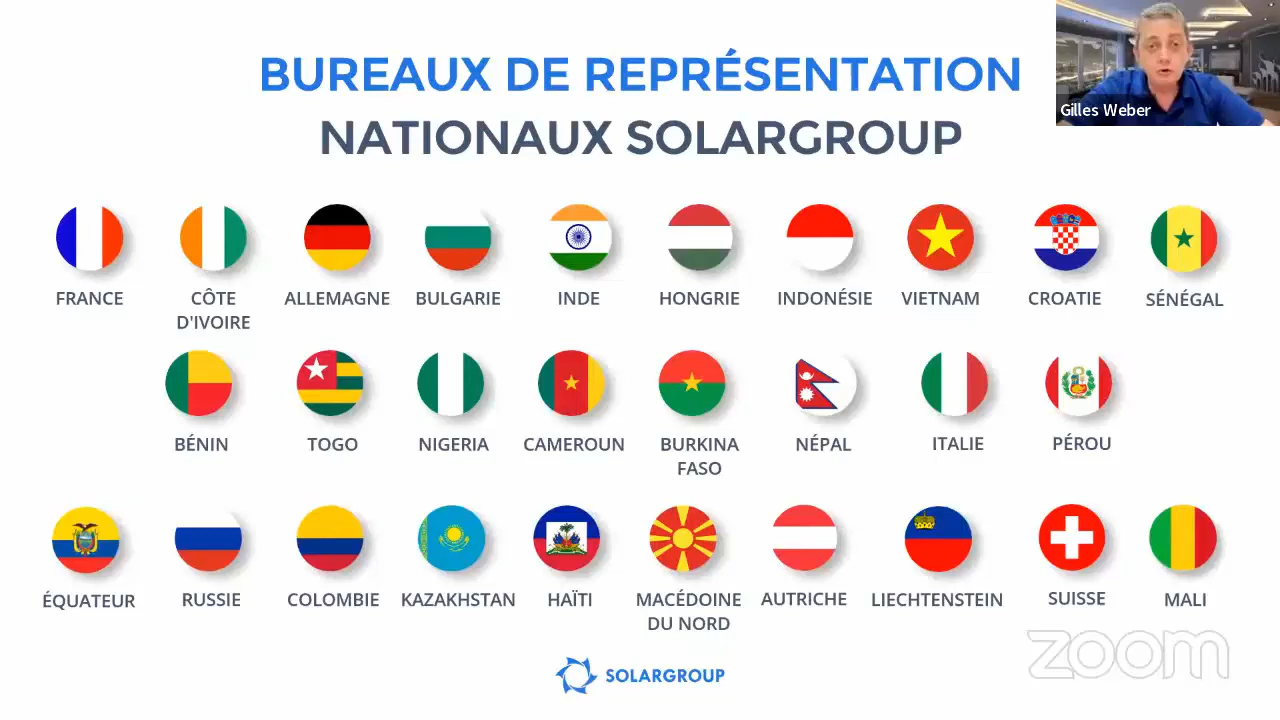 BUREAUX DE REPRÉSENTATION
NATIONAUX SOLARGROUP
Gilles Weber
FRANCE
CÔTE
D'IVOIRE
ALLEMAGNE
BULGARIE
INDE
HONGRIE
INDONÉSIE
VIETNAM
CROATIE
SÉNÉGAL
BÉNIN
TOGO
NIGERIA
CAMEROUN
BURKINA
FASO
NÉPAL
ITALIE
PÉROU
ÉQUATEUR
RUSSIE
COLOMBIE
KAZAKHSTAN
HAÏTI
MACÉDOINE
DU NORD
AUTRICHE
LIECHTENSTEIN
SUISSE
MALI
zoom
SOLARGROUP